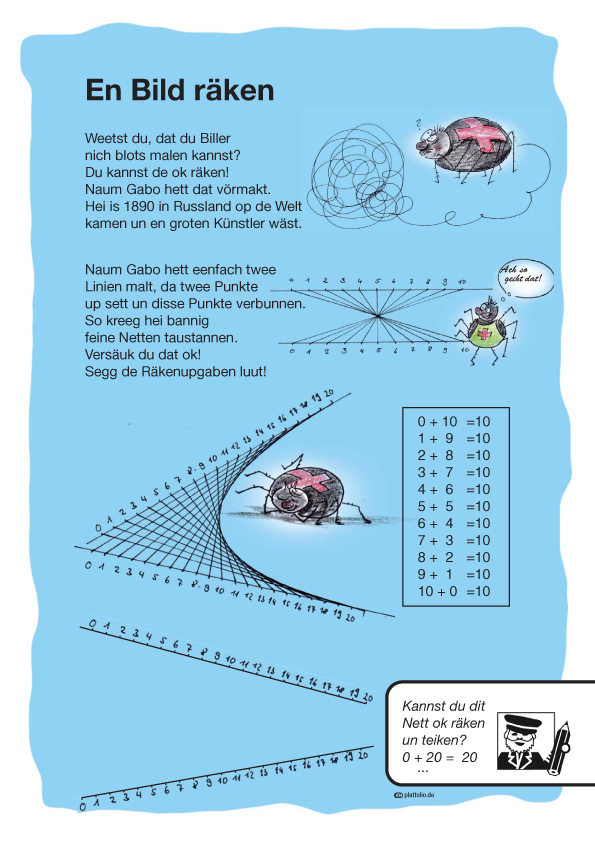 En Bild räken
Weetst du, dat du Biller
nich blots malen kannst?
Du kannst de ok räken!
Naum Gabo hett dat vörmakt.
Hei is 1890 in Russland op de Welt
kamen un en groten Künstler wäst.
?
Naum Gabo hett eenfach twee
Linien malt, da twee Punkte
up sett un disse Punkte verbunnen.
So kreeg hei bannig
feine Netten taustannen.
Versäuk du dat ok!
Segg de Räkenupgaben luut!
0 1 2 3 4 5 6 7 8 9 10
Ach so
geiht dat!
0 1 2 3 4 5 6 7 8 9 10
0 1 2 3 4 5 6 7 8 9 10 11 12 13 14 15 16 17 18 19 20
0 1 2 3 4 5 6 7 8 9 10 11 12 13 14 15 16 17 18 19 20
0 + 10 =10
1 + 9 =10
2 + 8 =10
3 + 7 =10
4 + 6 =10
5 + 5 =10
6 + 4 =10
7 + 3 =10
8 + 2 =10
9 + 1 =10
10 + 0 =10
0 1 2 3 4 5 6 7 8 9 10 11 12 13 14 15 16 17 18 19 20
0 1 2 3 4 5 6 7 8 9 10 11 12 13 14 15 16 17 18 19 20
Kannst du dit
Nett ok räken
un teiken?
0 + 20 = 20
...
plattolio.de